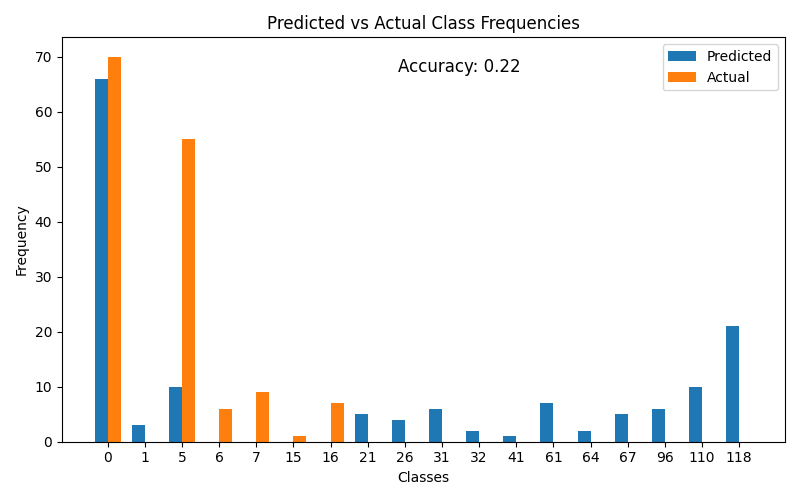 Predicted vs Actual Class Frequencies
Accuracy: 0.22
Predicted
Actual
Frequency
70
60
50
40
30
20
10
0
0 1 5 6 7 15 16 21 26 31 32 41 61 64 67 96 110 118
Classes